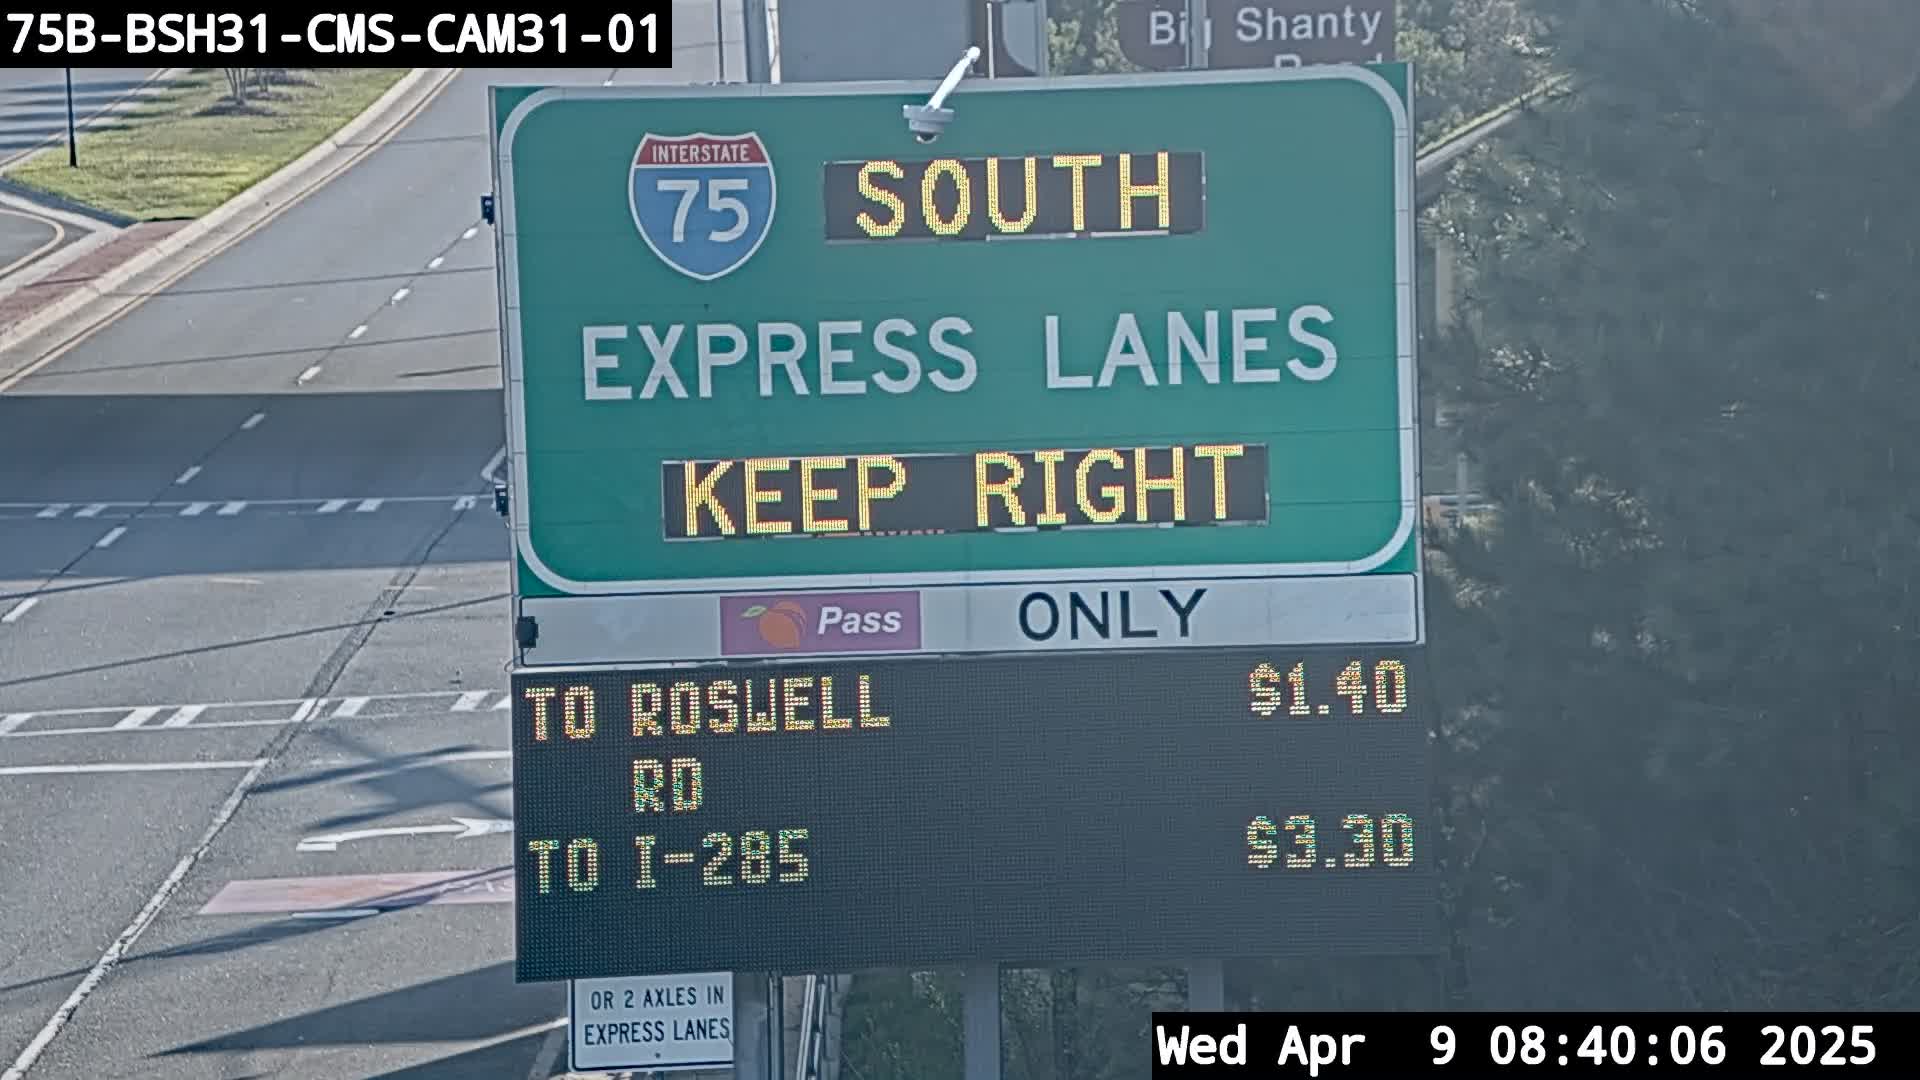 75B-BSH31-CMS-CAM31-01
Big Shanty
Road
INTERSTATE
75
SOUTH
EXPRESS LANES
KEEP RIGHT
Pass ONLY
TO ROSWELL $1.40
RD
TO I-285 $3.30
OR 2 AXLES IN
EXPRESS LANES
Wed Apr 9 08:40:06 2025